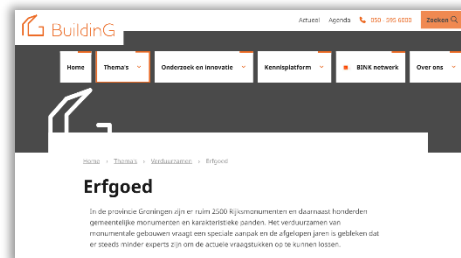 BuildinG
Actueel Agenda 050 - 095 6000 Zoeken
Home Thema's Onderzoek en innovatie Kennisplatform BINK netwerk Over ons
Home › Thema's › Verduurzamen › Erfgoed
Erfgoed
In de provincie Groningen zijn er ruim 2500 Rijksmonumenten en daarnaast honderden
gemeentelijke monumenten en karakteristieke panden. Het verduurzamen van
monumentale gebouwen vraagt een speciale aanpak en de afgelopen jaren is gebleken dat
er steeds minder experts zijn om de actuele vraagstukken op te kunnen lossen.